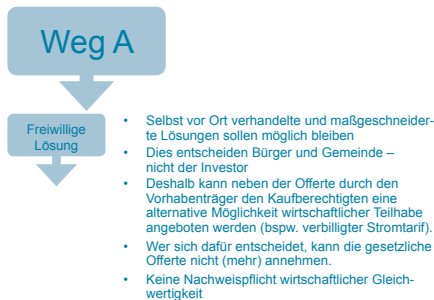 Weg A
Freiwillige
Lösung
• Selbst vor Ort verhandelte und maßgeschneider-
te Lösungen sollen möglich bleiben
• Dies entscheiden Bürger und Gemeinde –
nicht der Investor
• Deshalb kann neben der Offerte durch den
Vorhabenträger den Kaufberechtigten eine
alternative Möglichkeit wirtschaftlicher Teilhabe
angeboten werden (bspw. verbilligter Stromtarif).
• Wer sich dafür entscheidet, kann die gesetzliche
Offerte nicht (mehr) annehmen.
• Keine Nachweispflicht wirtschaftlicher Gleich-
wertigkeit